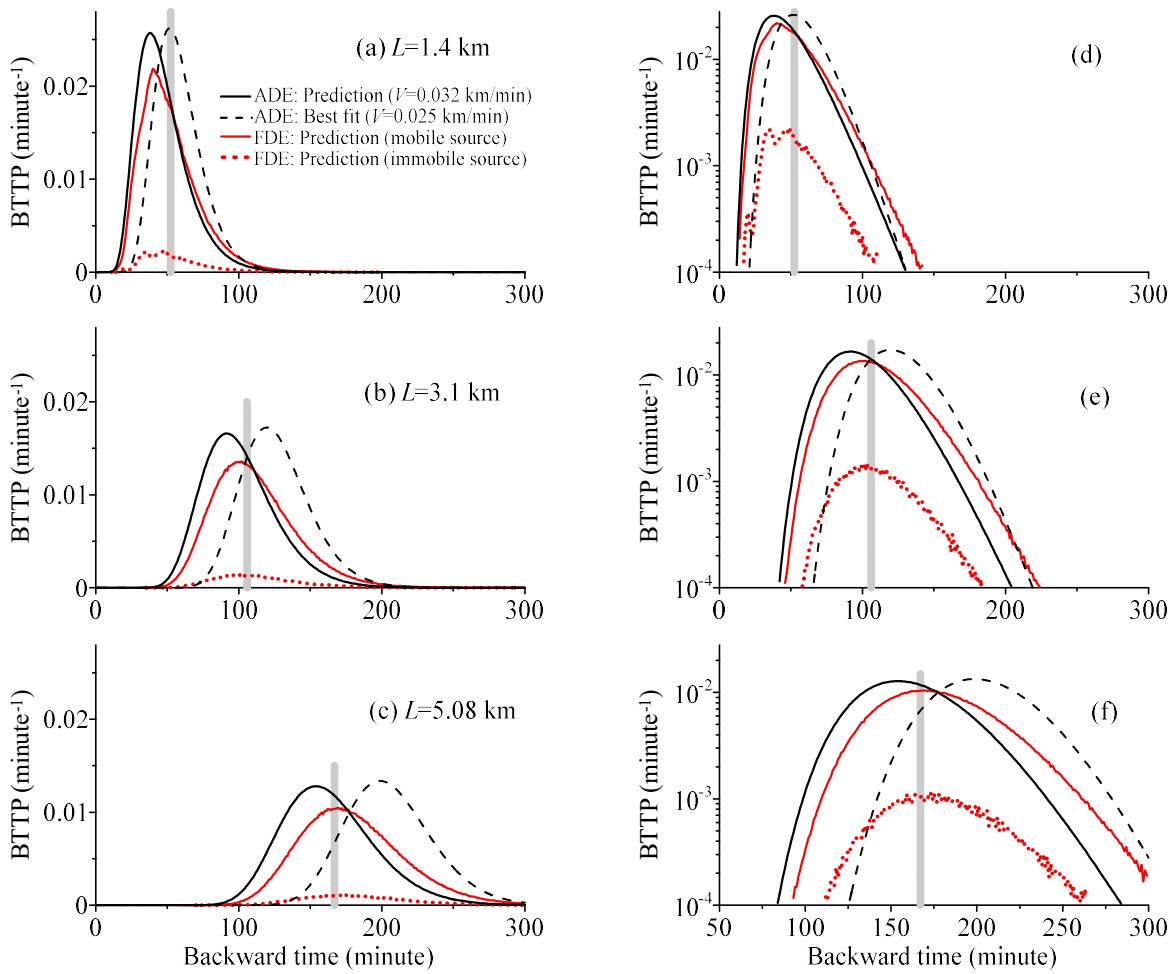 (a) L=1.4 km
ADE: Prediction (V=0.032 km/min)
ADE: Best fit (V=0.025 km/min)
FDE: Prediction (mobile source)
FDE: Prediction (immobile source)
BTTP (minute-1)
0.02
0.01
0
0 100 200 300
(d)
BTTP (minute-1)
10-2
10-3
10-4
0 50 100 150 200 250 300
(b) L=3.1 km
BTTP (minute-1)
0.02
0.01
0
0 100 200 300
(e)
BTTP (minute-1)
10-2
10-3
10-4
0 100 200 300
(c) L=5.08 km
BTTP (minute-1)
0.02
0.01
0
0 100 200 300
Backward time (minute)
(f)
BTTP (minute-1)
10-2
10-3
10-4
50 100 150 200 250 300
Backward time (minute)